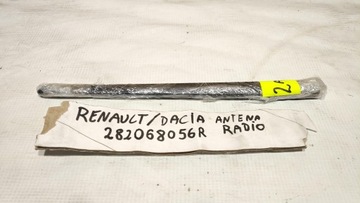 RENAULT/DACIA ANTENA
282068056R RADIO